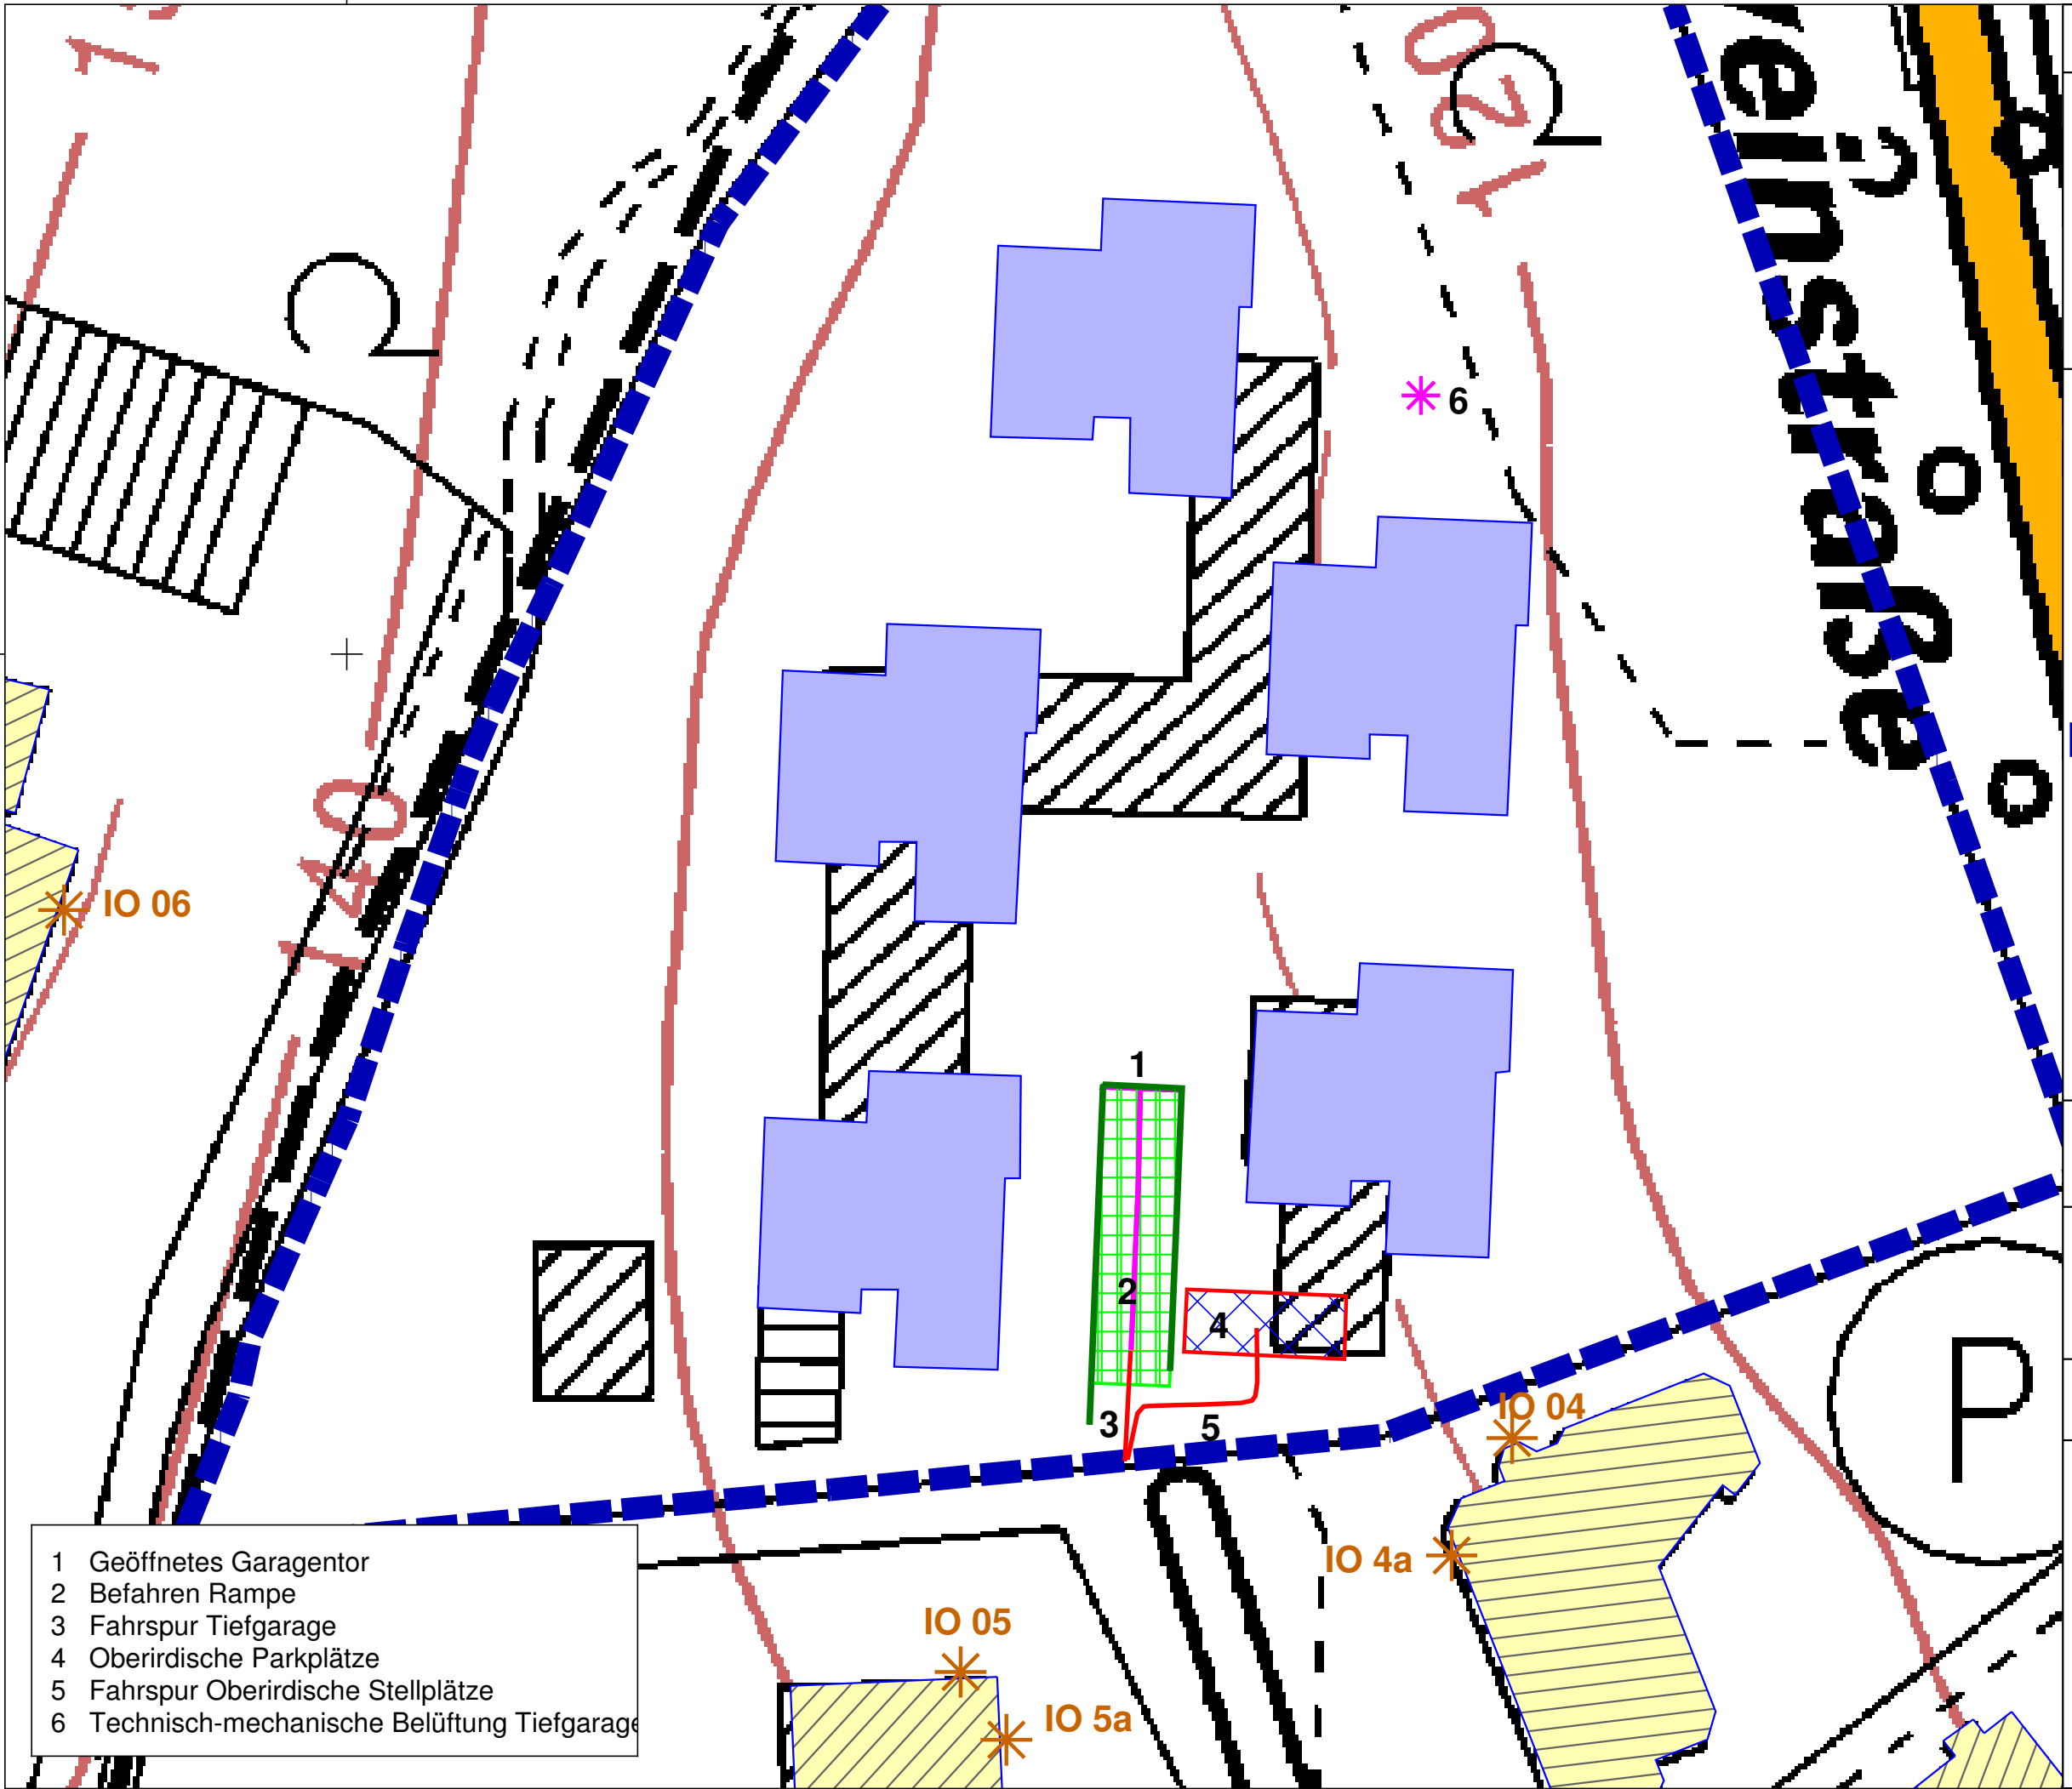 120
einstraße
6
140
IO 06
1
2
4
3
5
IO 04
P
IO 4a
IO 05
IO 5a
1 Geöffnetes Garagentor
2 Befahren Rampe
3 Fahrspur Tiefgarage
4 Oberirdische Parkplätze
5 Fahrspur Oberirdische Stellplätze
6 Technisch-mechanische Belüftung Tiefgarage